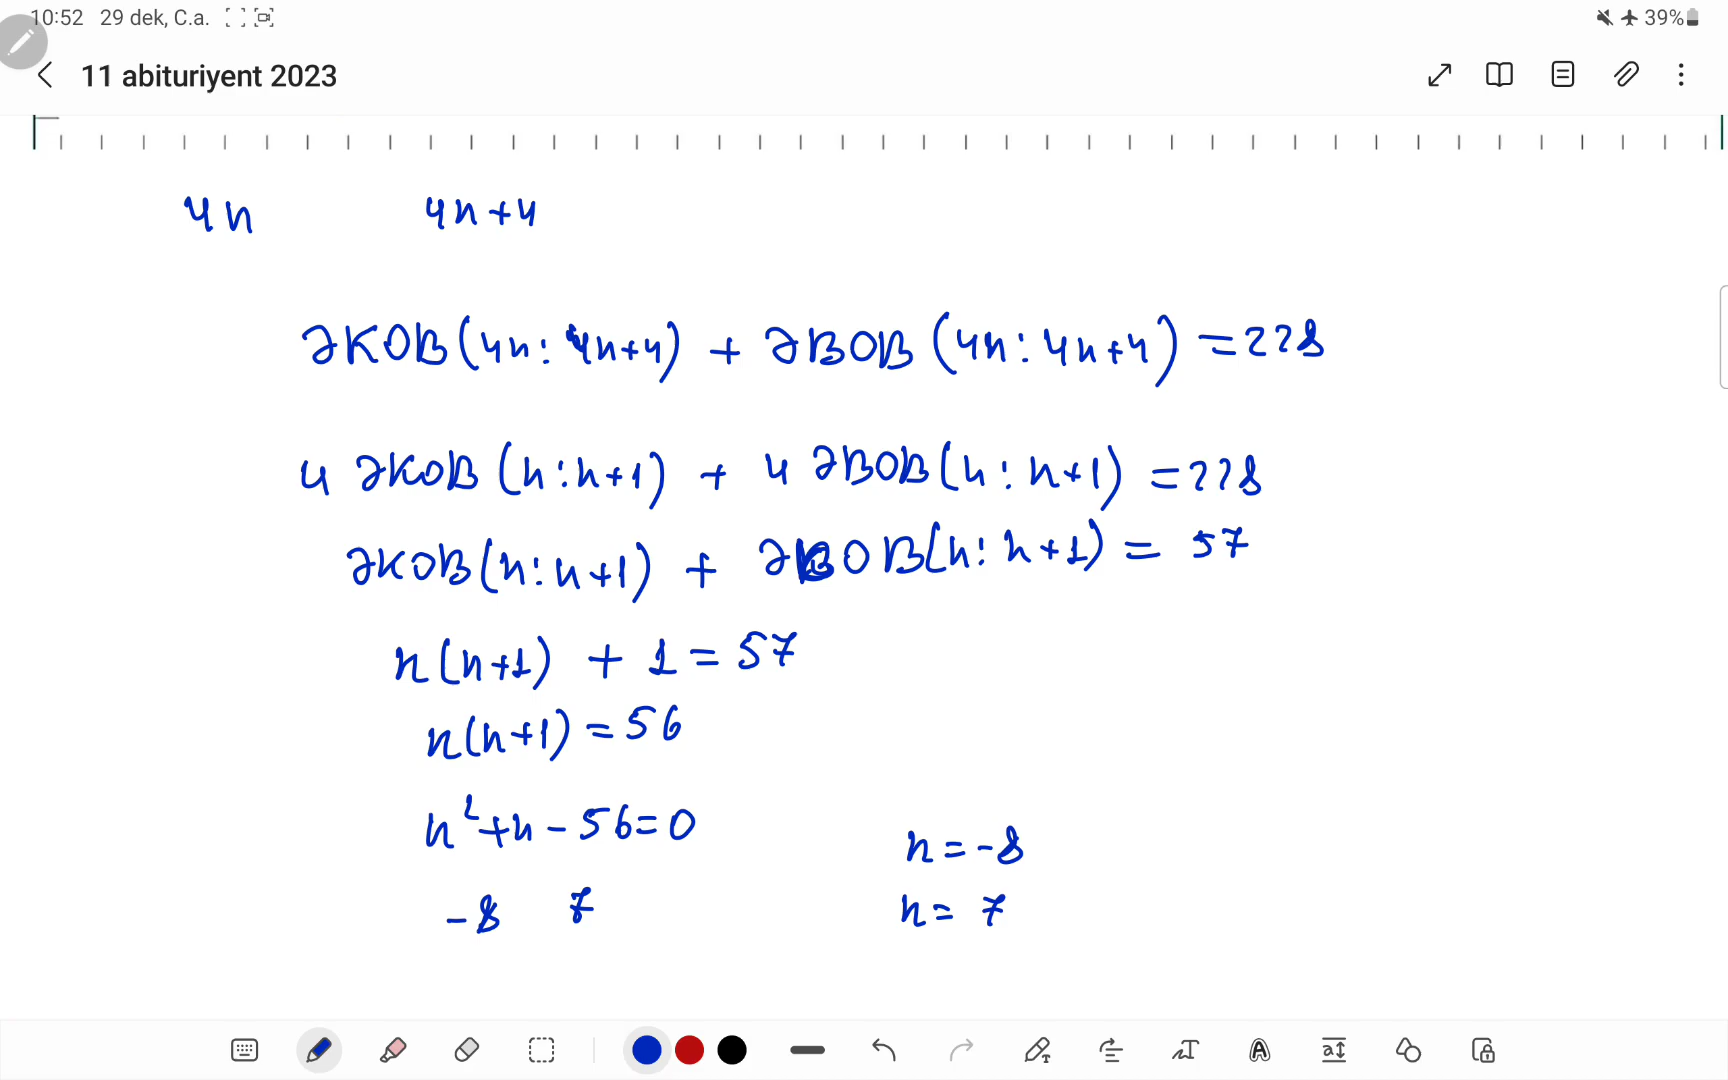 10:52 29 dek, C.a. 39%
11 abituriyent 2023
4n 4n+4
ƏKOB(4n:4n+4) + ƏBOB(4n:4n+4) = 228
4 ƏKOB(n:n+1) + 4 ƏBOB(n:n+1) = 228
ƏKOB(n:n+1) + ƏBOB(n:n+1) = 57
n(n+1) + 1 = 57
n(n+1) = 56
n²+n-56=0
n=-8
-8 7
n=7